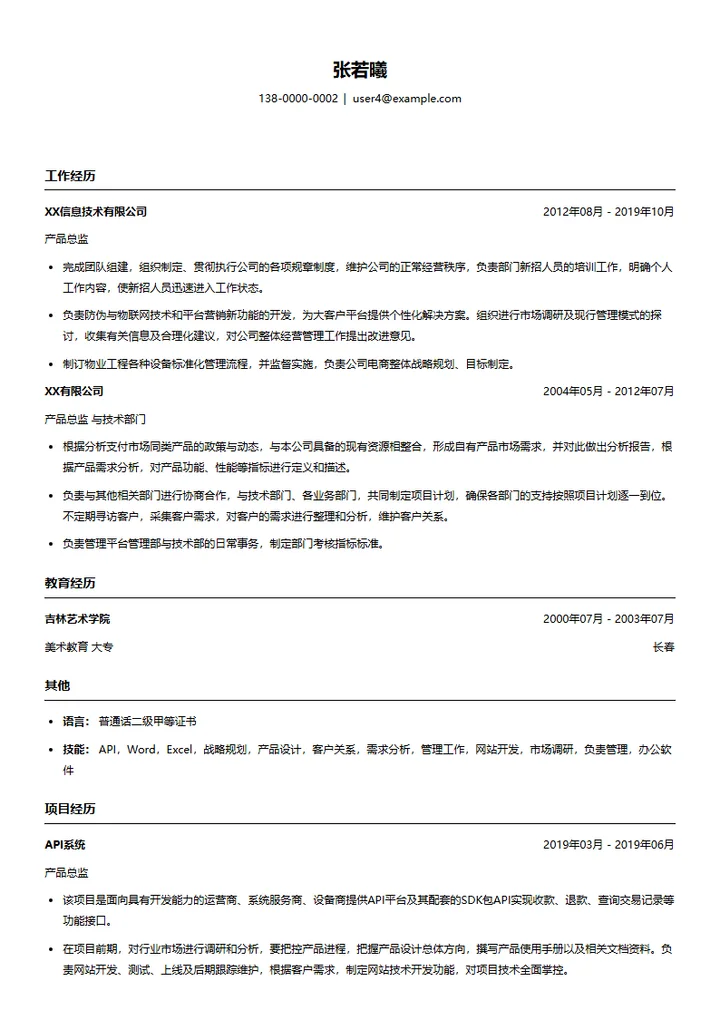 张若曦
138-0000-0002 | user4@example.com
工作经历
XX信息技术有限公司 2012年08月 - 2019年10月
产品总监
• 完成团队组建，组织制定、贯彻执行公司的各项规章制度，维护公司的正常经营秩序，负责部门新招人员的培训工作，明确个人
工作内容，使新招人员迅速进入工作状态。
• 负责防伪与物联网技术和平台营销新功能的开发，为大客户平台提供个性化解决方案。组织进行市场调研及现行管理模式的探
讨，收集有关信息及合理化建议，对公司整体经营管理工作提出改进意见。
• 制订物业工程各种设备标准化管理流程，并监督实施，负责公司电商整体战略规划、目标制定。
XX有限公司 2004年05月 - 2012年07月
产品总监 与技术部门
• 根据分析支付市场同类产品的政策与动态，与本公司具备的现有资源相整合，形成自有产品市场需求，并对此做出分析报告，根
据产品需求分析，对产品功能、性能等指标进行定义和描述。
• 负责与其他相关部门进行协商合作，与技术部门、各业务部门，共同制定项目计划，确保各部门的支持按照项目计划逐一到位。
不定期寻访客户，采集客户需求，对客户的需求进行整理和分析，维护客户关系。
• 负责管理平台管理部与技术部的日常事务，制定部门考核指标标准。
教育经历
吉林艺术学院 2000年07月 - 2003年07月
美术教育 大专 长春
其他
• 语言： 普通话二级甲等证书
• 技能： API，Word，Excel，战略规划，产品设计，客户关系，需求分析，管理工作，网站开发，市场调研，负责管理，办公软
件
项目经历
API系统 2019年03月 - 2019年06月
产品总监
• 该项目是面向具有开发能力的运营商、系统服务商、设备商提供API平台及其配套的SDK包API实现收款、退款、查询交易记录等
功能接口。
• 在项目前期，对行业市场进行调研和分析，要把控产品进程，把握产品设计总体方向，撰写产品使用手册以及相关文档资料。负
责网站开发、测试、上线及后期跟踪维护，根据客户需求，制定网站技术开发功能，对项目技术全面掌控。